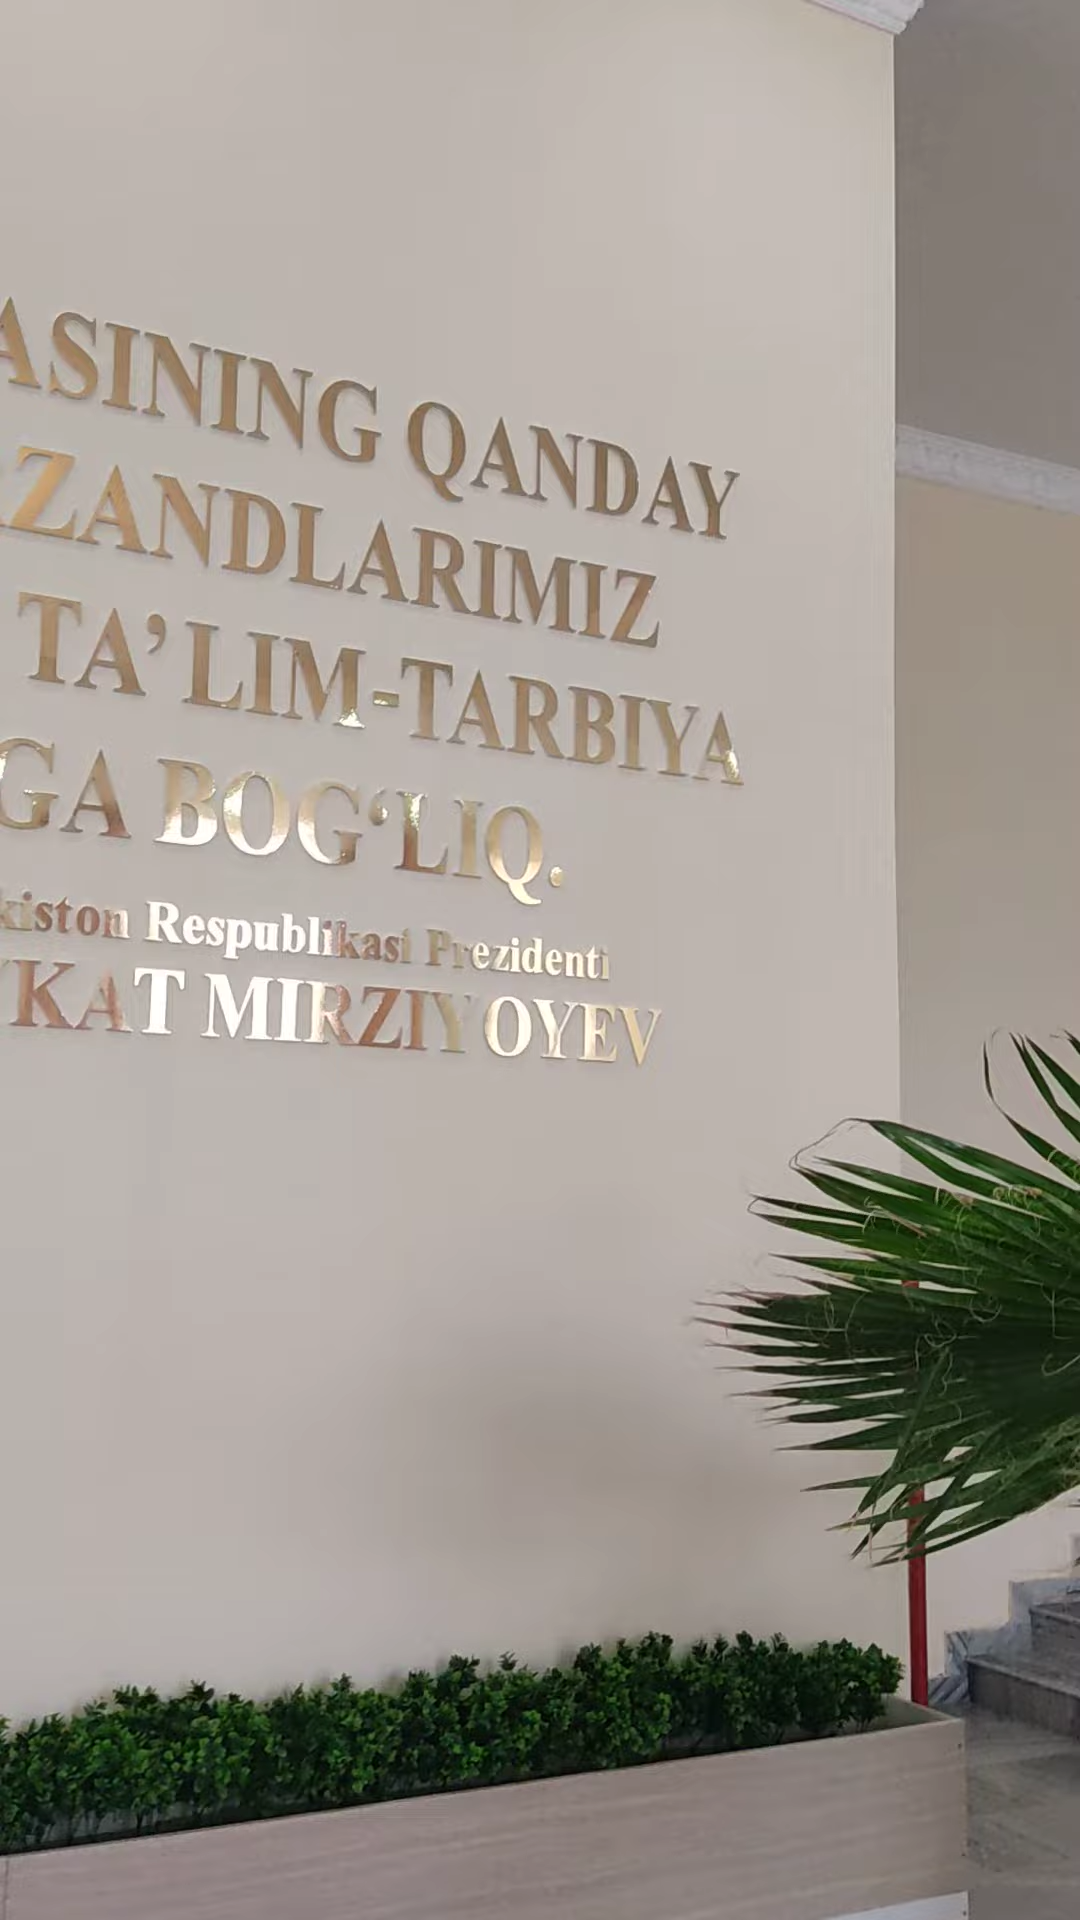 ASINING QANDAY
ZANDLARIMIZ
TA’LIM-TARBIYA
GA BOG‘LIQ.
kiston Respublikasi Prezidenti
KAT MIRZIYOYEV